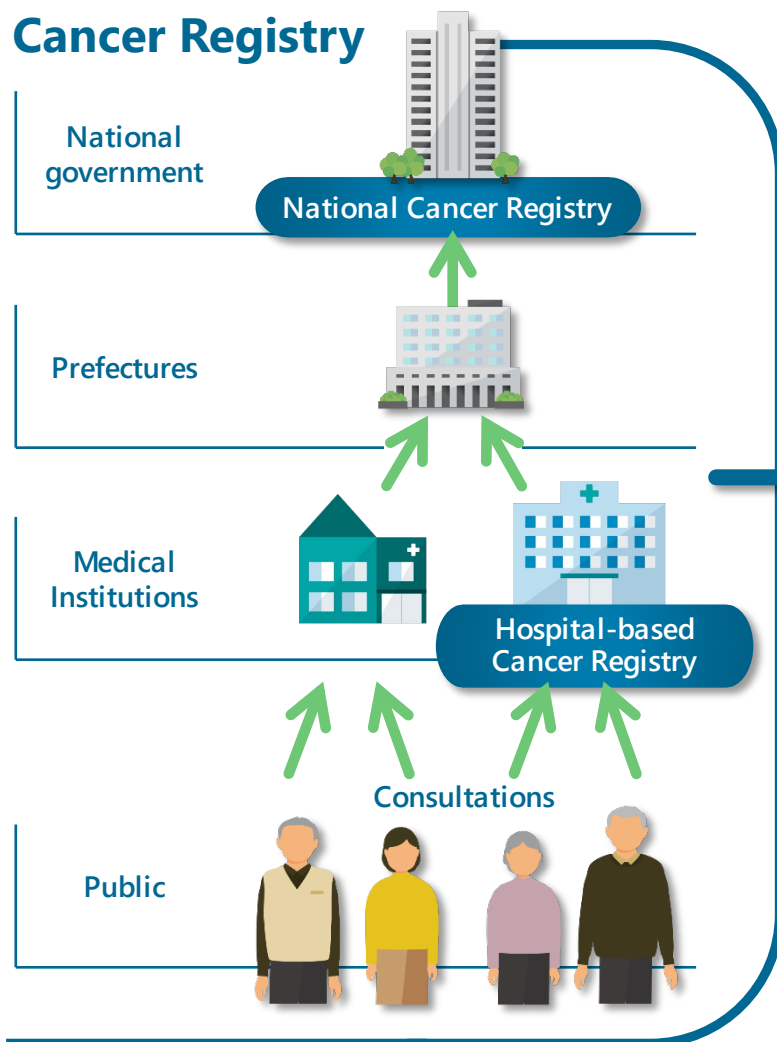 Cancer Registry
National
government
National Cancer Registry
Prefectures
Medical
Institutions
Hospital-based
Cancer Registry
Consultations
Public